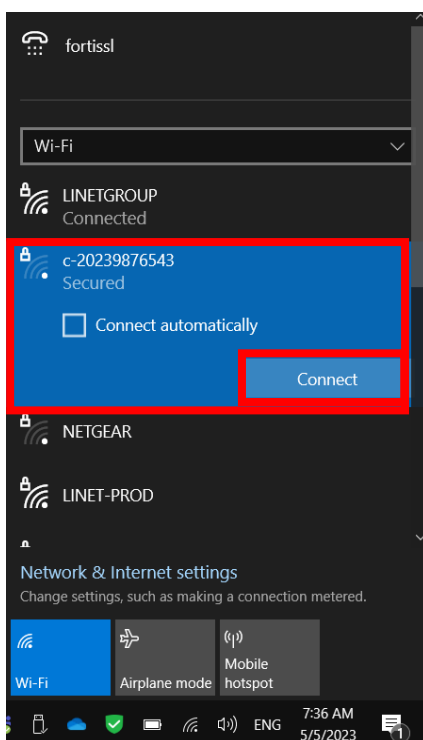 fortissl
Wi-Fi
LINETGROUP
Connected
c-20239876543
Secured
Connect automatically
Connect
NETGEAR
LINET-PROD
Network & Internet settings
Change settings, such as making a connection metered.
Wi-Fi
Airplane mode
Mobile
hotspot
ENG
7:36 AM
5/5/2023
1